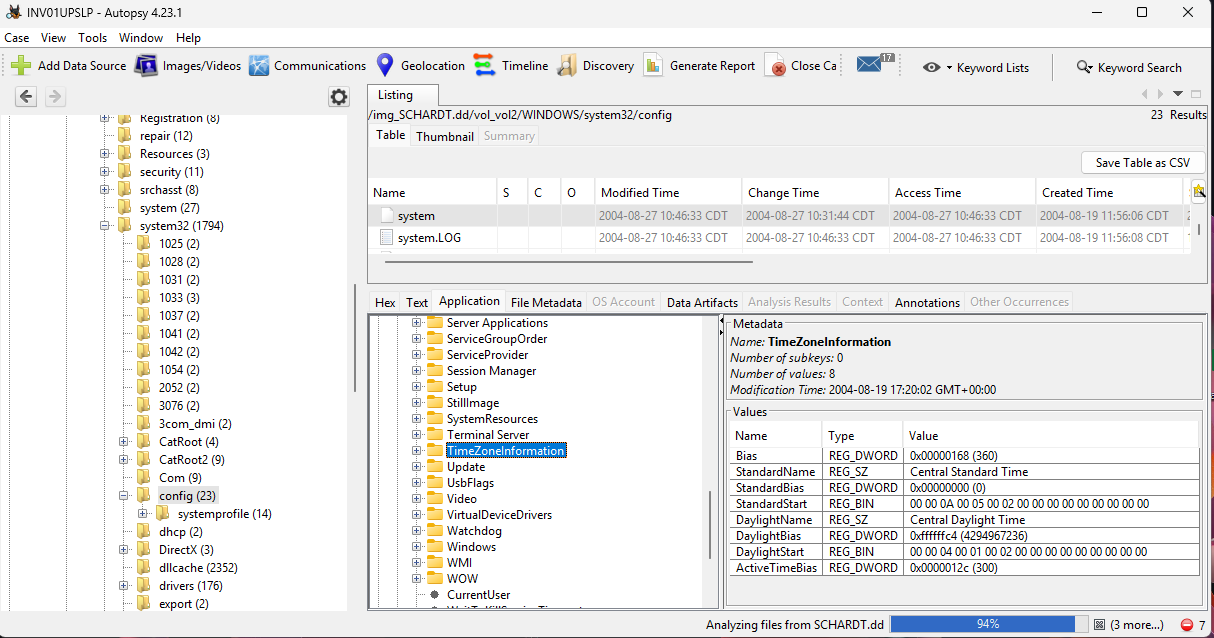 INV01UPSLP - Autopsy 4.23.1
Case View Tools Window Help
Add Data Source Images/Videos Communications Geolocation Timeline Discovery Generate Report Close Ca 17 Keyword Lists Keyword Search
Listing
/img_SCHARDT.dd/vol_vol2/WINDOWS/system32/config 23 Results
Table Thumbnail Summary
Save Table as CSV
Name S C O Modified Time Change Time Access Time Created Time
system 2004-08-27 10:46:33 CDT 2004-08-27 10:31:44 CDT 2004-08-27 10:46:33 CDT 2004-08-19 11:56:06 CDT
system.LOG 2004-08-27 10:46:33 CDT 2004-08-27 10:46:33 CDT 2004-08-27 10:46:33 CDT 2004-08-19 11:56:08 CDT
Registration (8)
repair (12)
Resources (3)
security (11)
srchasst (8)
system (27)
system32 (1794)
1025 (2)
1028 (2)
1031 (2)
1033 (3)
1037 (2)
1041 (2)
1042 (2)
1054 (2)
2052 (2)
3076 (2)
3com_dmi (2)
CatRoot (4)
CatRoot2 (9)
Com (9)
config (23)
systemprofile (14)
dhcp (2)
DirectX (3)
dllcache (2352)
drivers (176)
export (2)
Hex Text Application File Metadata OS Account Data Artifacts Analysis Results Context Annotations Other Occurrences
Server Applications
ServiceGroupOrder
ServiceProvider
Session Manager
Setup
StillImage
SystemResources
Terminal Server
TimeZoneInformation
Update
UsbFlags
Video
VirtualDeviceDrivers
Watchdog
Windows
WMI
WOW
CurrentUser
Metadata
Name: TimeZoneInformation
Number of subkeys: 0
Number of values: 8
Modification Time: 2004-08-19 17:20:02 GMT+00:00
Values
Name Type Value
Bias REG_DWORD 0x00000168 (360)
StandardName REG_SZ Central Standard Time
StandardBias REG_DWORD 0x00000000 (0)
StandardStart REG_BIN 00 00 0A 00 05 00 02 00 00 00 00 00 00 00 00 00
DaylightName REG_SZ Central Daylight Time
DaylightBias REG_DWORD 0xffffffc4 (4294967236)
DaylightStart REG_BIN 00 00 04 00 01 00 02 00 00 00 00 00 00 00 00 00
ActiveTimeBias REG_DWORD 0x0000012c (300)
Analyzing files from SCHARDT.dd 94% (3 more...) 7